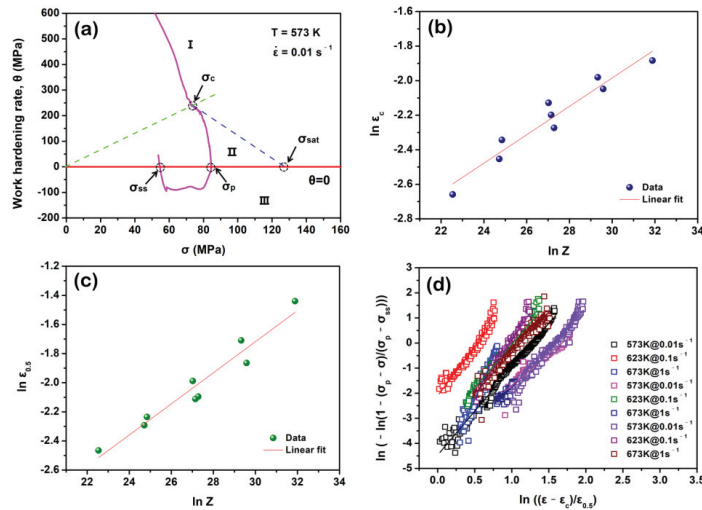 (a)
T = 573 K
ε̇ = 0.01 s⁻¹
I
II
III
σc
σsat
σss
σp
θ=0
Work hardening rate, θ (MPa)
600
500
400
300
200
100
0
100
200
0 20 40 60 80 100 120 140 160
σ (MPa)
(b)
ln εc
-1.6
-1.8
-2.0
-2.2
-2.4
-2.6
-2.8
22 24 26 28 30 32 34
ln Z
Data
Linear fit
(c)
ln ε0.5
-1.2
-1.4
-1.6
-1.8
-2.0
-2.2
-2.4
-2.6
22 24 26 28 30 32 34
ln Z
Data
Linear fit
(d)
ln ( - ln(1 - (σp - σ)/(σp - σss)))
3
2
1
0
-1
-2
-3
-4
-5
0.0 0.5 1.0 1.5 2.0 2.5 3.0
ln ((ε - εc)/ε0.5)
573K@0.01s⁻¹
623K@0.1s⁻¹
673K@1s⁻¹
573K@0.01s⁻¹
623K@0.1s⁻¹
673K@1s⁻¹
573K@0.01s⁻¹
623K@0.1s⁻¹
673K@1s⁻¹